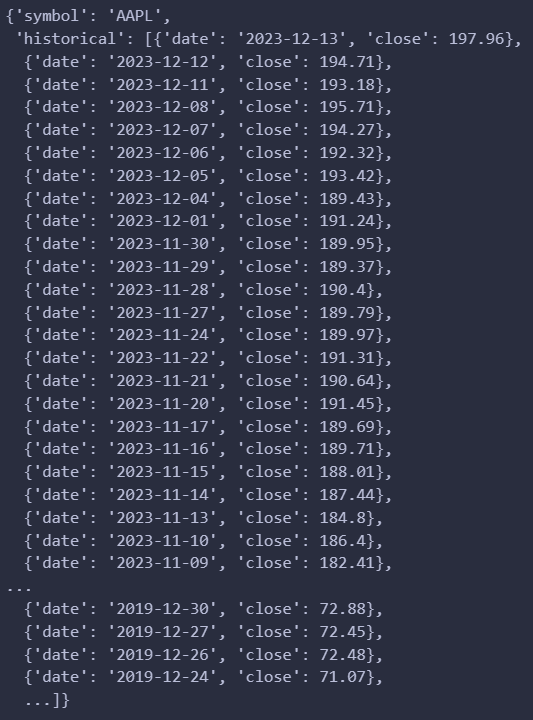 {'symbol': 'AAPL',
 'historical': [{'date': '2023-12-13', 'close': 197.96},
  {'date': '2023-12-12', 'close': 194.71},
  {'date': '2023-12-11', 'close': 193.18},
  {'date': '2023-12-08', 'close': 195.71},
  {'date': '2023-12-07', 'close': 194.27},
  {'date': '2023-12-06', 'close': 192.32},
  {'date': '2023-12-05', 'close': 193.42},
  {'date': '2023-12-04', 'close': 189.43},
  {'date': '2023-12-01', 'close': 191.24},
  {'date': '2023-11-30', 'close': 189.95},
  {'date': '2023-11-29', 'close': 189.37},
  {'date': '2023-11-28', 'close': 190.4},
  {'date': '2023-11-27', 'close': 189.79},
  {'date': '2023-11-24', 'close': 189.97},
  {'date': '2023-11-22', 'close': 191.31},
  {'date': '2023-11-21', 'close': 190.64},
  {'date': '2023-11-20', 'close': 191.45},
  {'date': '2023-11-17', 'close': 189.69},
  {'date': '2023-11-16', 'close': 189.71},
  {'date': '2023-11-15', 'close': 188.01},
  {'date': '2023-11-14', 'close': 187.44},
  {'date': '2023-11-13', 'close': 184.8},
  {'date': '2023-11-10', 'close': 186.4},
  {'date': '2023-11-09', 'close': 182.41},
...
  {'date': '2019-12-30', 'close': 72.88},
  {'date': '2019-12-27', 'close': 72.45},
  {'date': '2019-12-26', 'close': 72.48},
  {'date': '2019-12-24', 'close': 71.07},
  ...]}